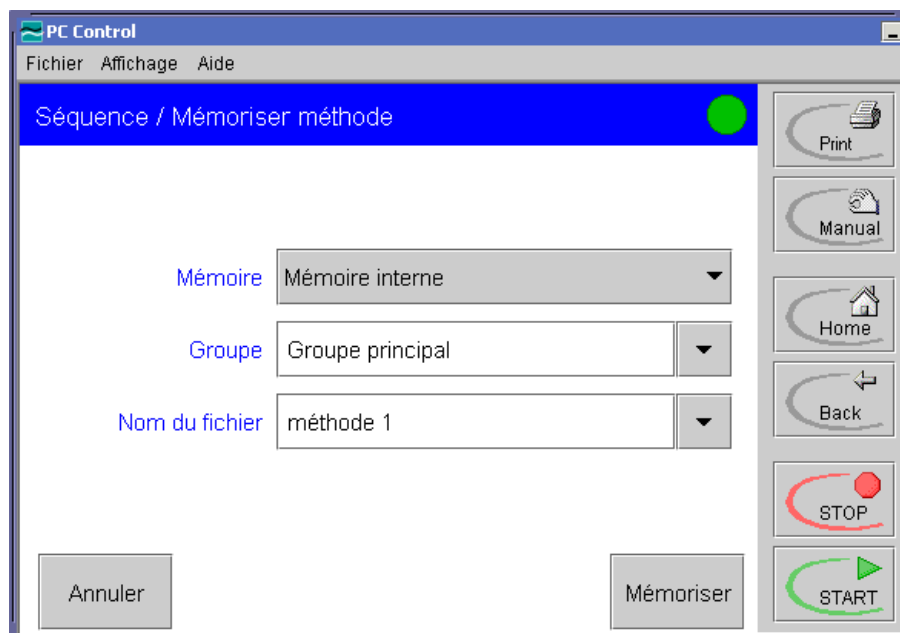 PC Control
Fichier Affichage Aide
Séquence / Mémoriser méthode
Mémoire Mémoire interne
Groupe Groupe principal
Nom du fichier méthode 1
Annuler Mémoriser
Print
Manual
Home
Back
STOP
START